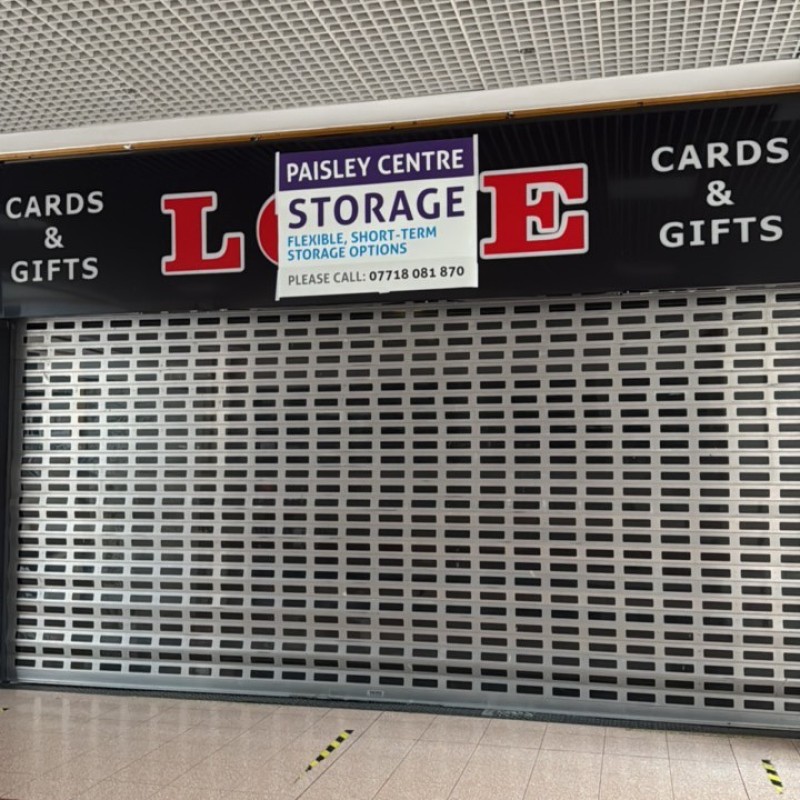 CARDS
&
GIFTS
L E
PAISLEY CENTRE
STORAGE
FLEXIBLE, SHORT-TERM
STORAGE OPTIONS
PLEASE CALL: 07718 081 870
CARDS
&
GIFTS